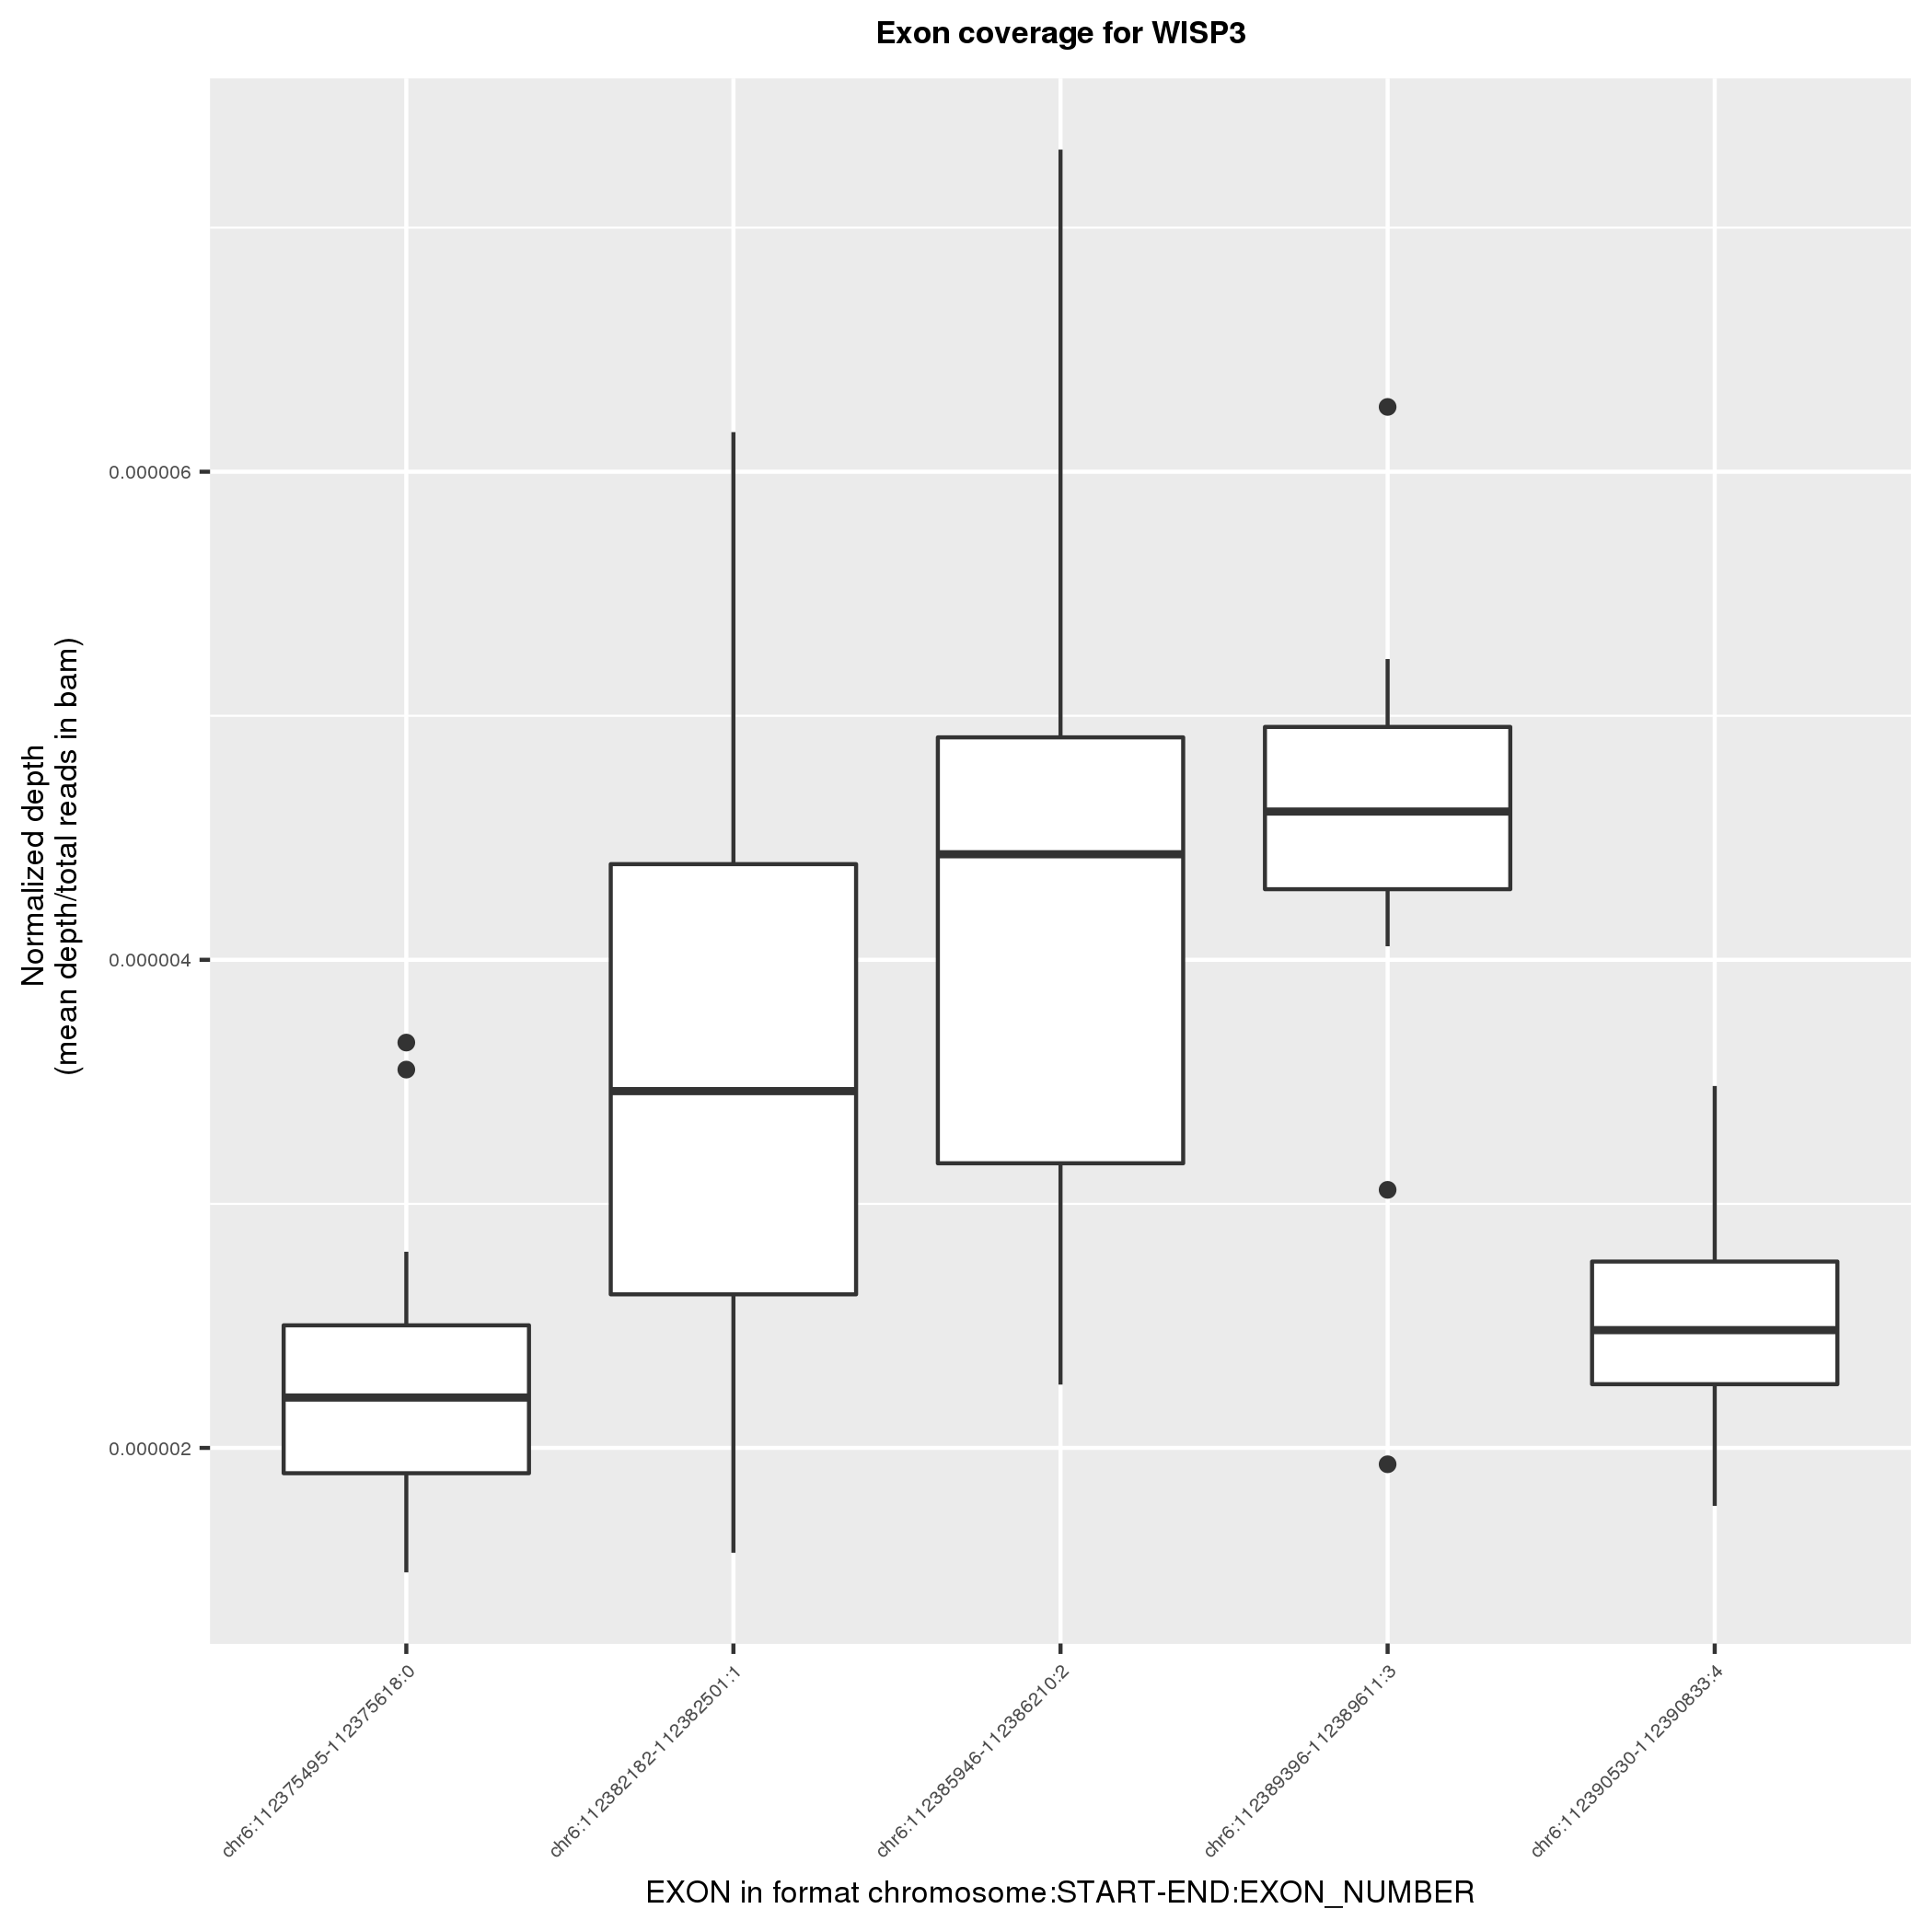 Exon coverage for WISP3
Normalized depth
(mean depth/total reads in bam)
0.000006
0.000004
0.000002
chr6:112375495-112375618:0
chr6:112382182-112382501:1
chr6:112385946-112386210:2
chr6:112389396-112389611:3
chr6:112390530-112390833:4
EXON in format chromosome:START-END:EXON_NUMBER